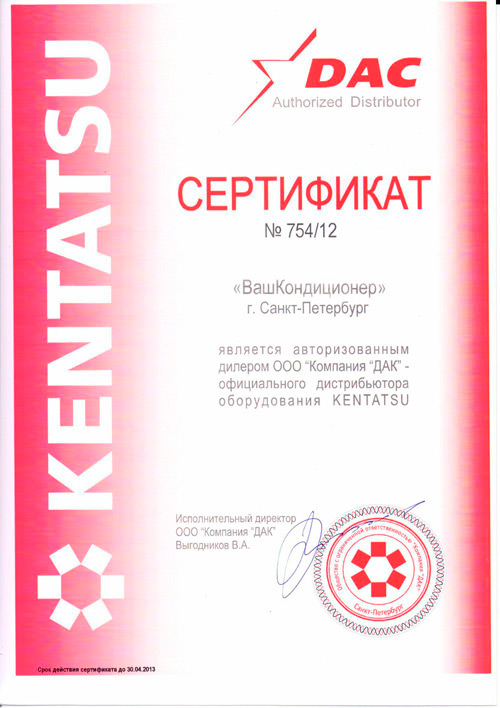 KENTATSU
DAC
Authorized Distributor
СЕРТИФИКАТ
№ 754/12
«ВашКондиционер»
г. Санкт-Петербург
является авторизованным
дилером ООО “Компания “ДАК” -
официального дистрибьютора
оборудования KENTATSU
Исполнительный директор
ООО “Компания “ДАК”
Выгодников В.А.
Общество с ограниченной ответственностью "Компания "ДАК"
Санкт-Петербург
Срок действия сертификата до 30.04.2013